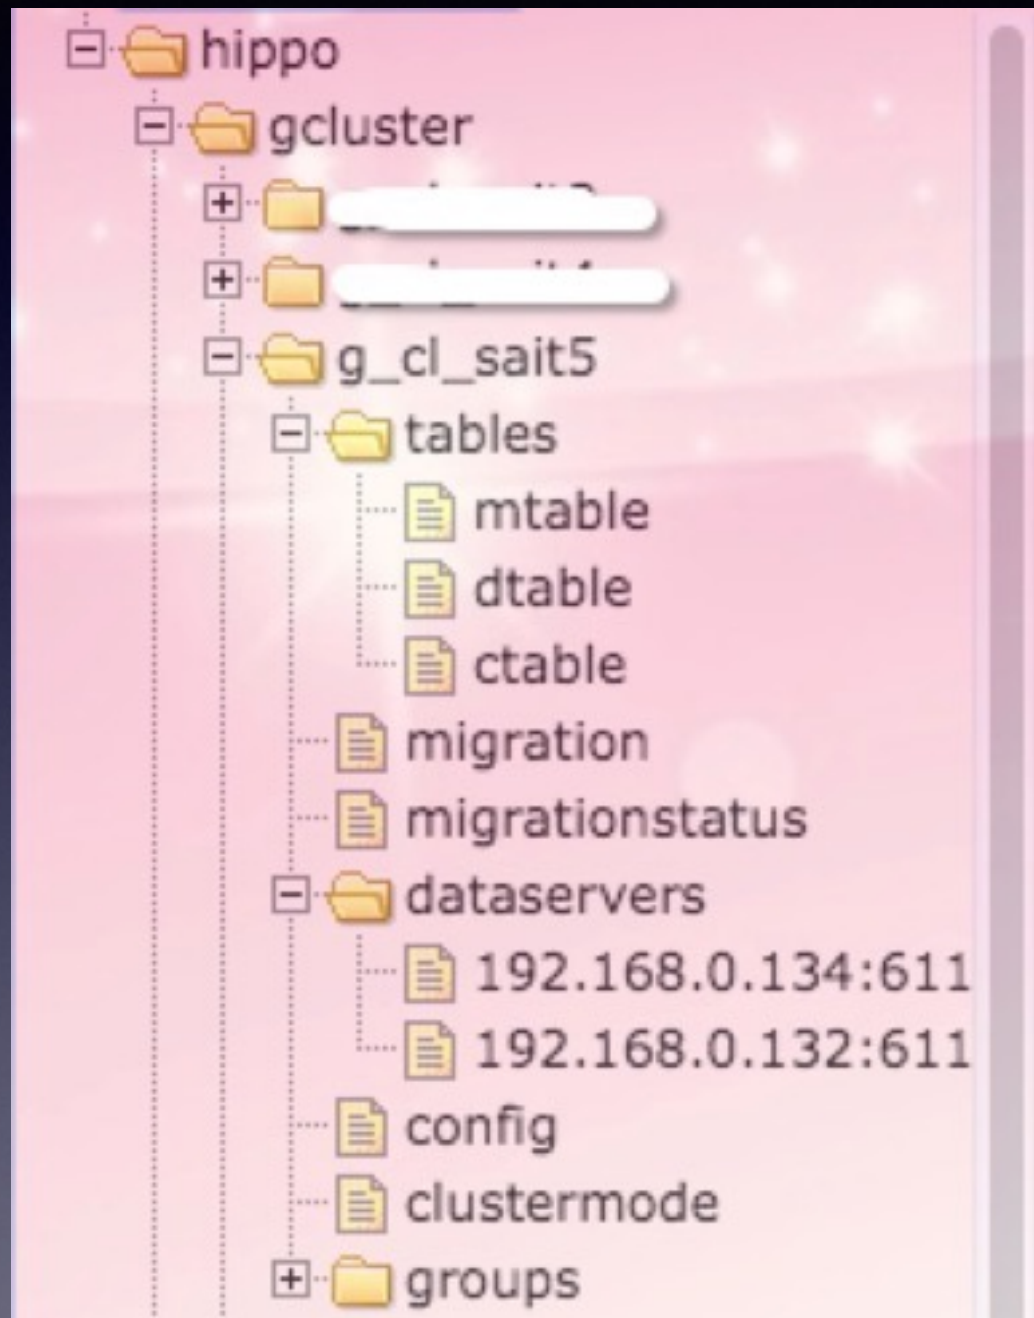 hippo
gcluster
g_cl_sait5
tables
mtable
dtable
ctable
migration
migrationstatus
dataservers
192.168.0.134:611
192.168.0.132:611
config
clustermode
groups